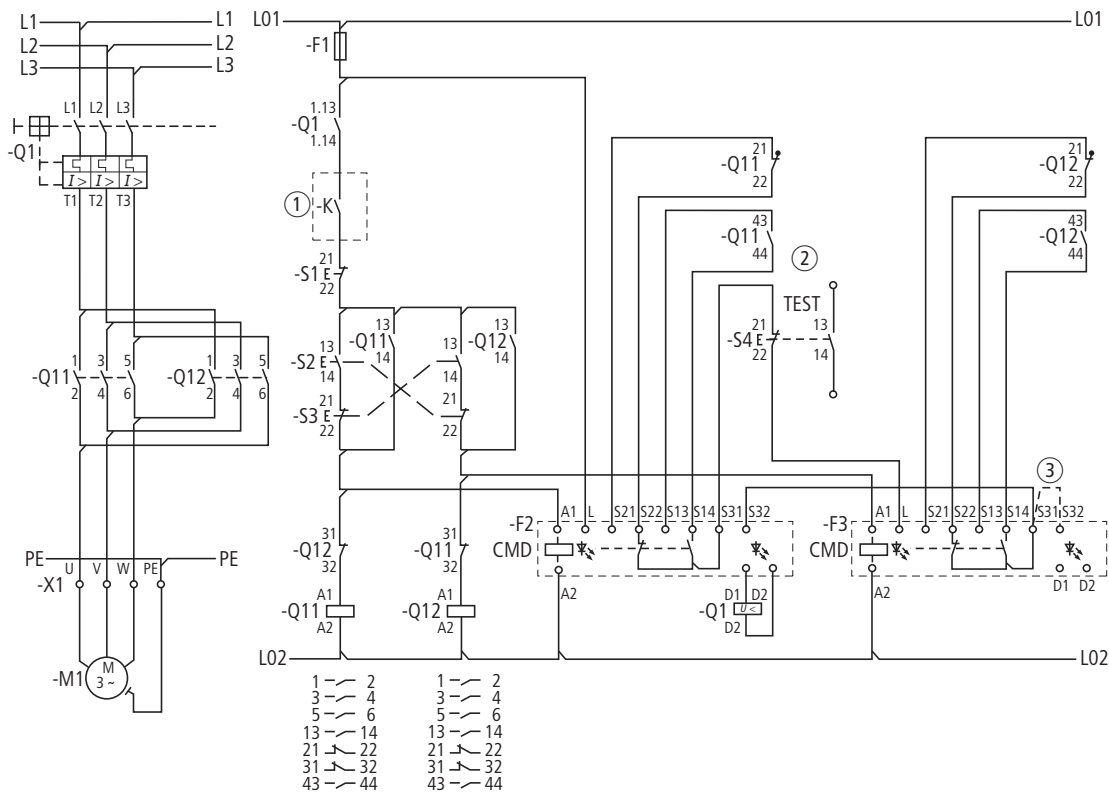 L1 L1 L01 L01
L2 L2
-F1
L3 L3
L1 L2 L3
1.13
-Q1
1.14
-Q1
I> I> I>
T1 T2 T3
21
-Q11
22
21
-Q12
22
1
-K
43
-Q11
44
43
-Q12
44
2
21
-S1 E
22
TEST
21 13
-S4 E
22 14
13 13
-Q11 -Q12
14 14
13 13
-S2 E
14 14
21 21
-S3 E
22 22
1 3 5 1 3 5
-Q11 -Q12
2 4 6 2 4 6
3
A1 L S21 S22 S13 S14 S31 S32
-F2
CMD
A2
D1 D2
-Q1 U<
D2
A1 L S21 S22 S13 S14 S31 S32
-F3
CMD
A2
D1 D2
31 31
-Q12 -Q11
32 32
A1 A1
-Q11 -Q12
A2 A2
PE PE
U V W PE
-X1
M
3 ~
-M1
L02 L02
1 2 1 2
3 4 3 4
5 6 5 6
13 14 13 14
21 22 21 22
31 32 31 32
43 44 43 44